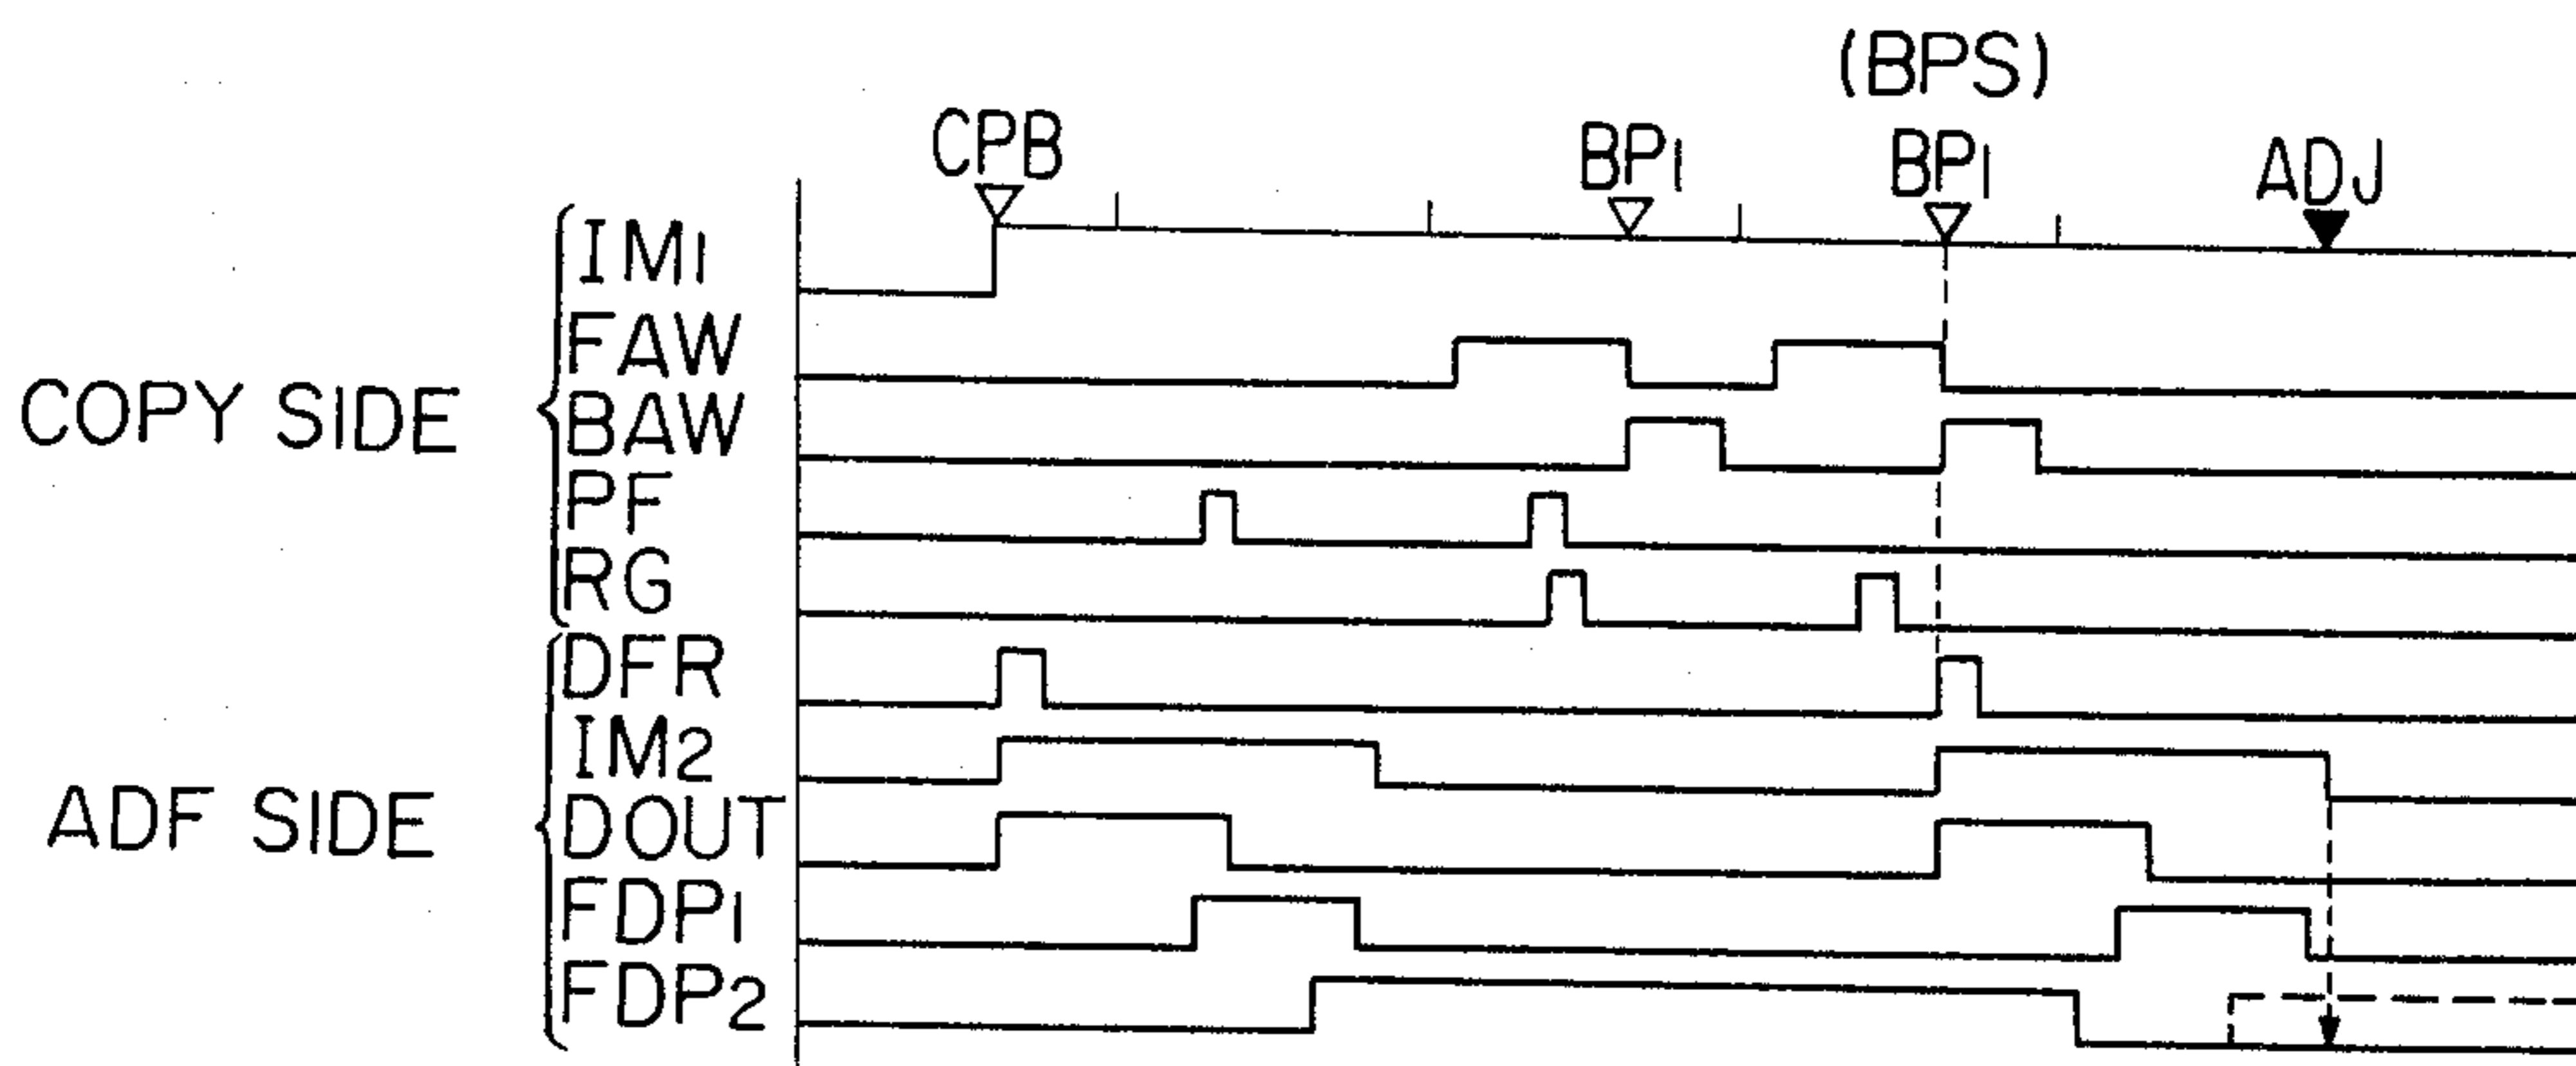 (BPS)
CPB BP1 BP1 ADJ
IM1
FAW
COPY SIDE BAW
PF
RG
DFR
IM2
ADF SIDE DOUT
FDP1
FDP2